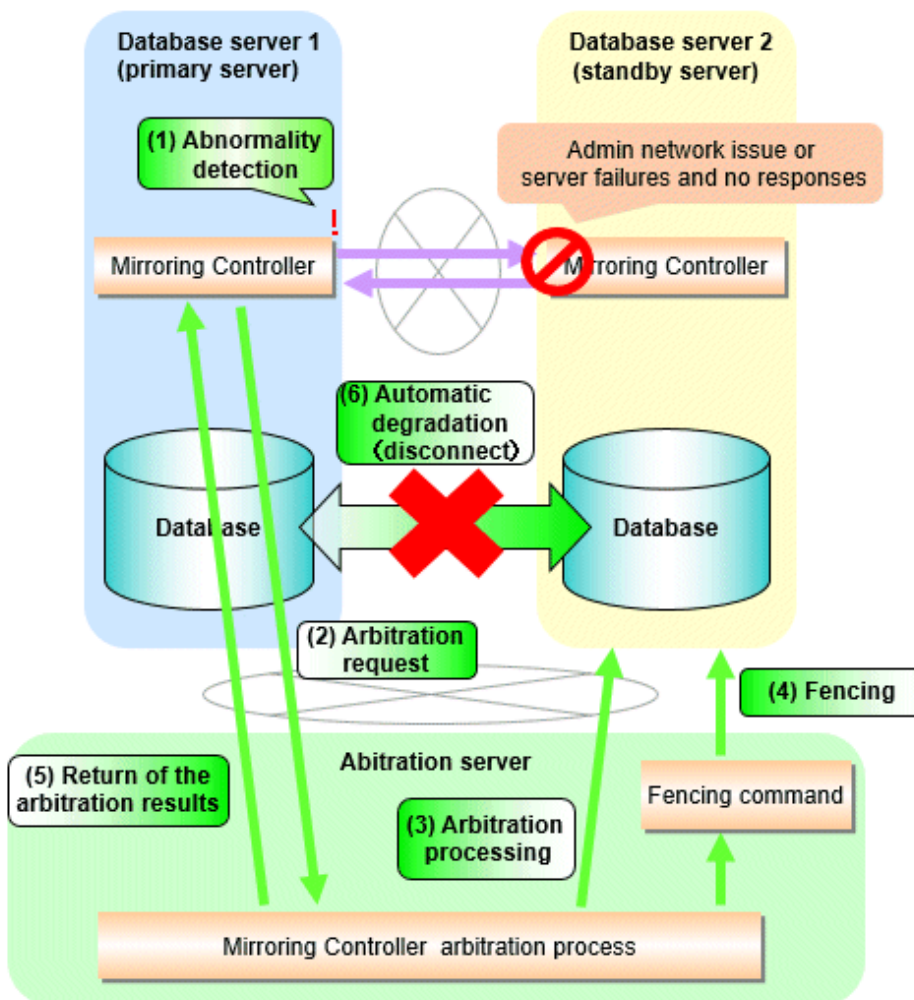 Database server 1
(primary server)
Database server 2
(standby server)
(1) Abnormality
detection
Admin network issue or
server failures and no responses
!
Mirroring Controller
Mirroring Controller
(6) Automatic
degradation
(disconnect)
Database
Database
(2) Arbitration
request
(4) Fencing
Abitration server
(5) Return of the
arbitration results
Fencing command
(3) Arbitration
processing
Mirroring Controller arbitration process